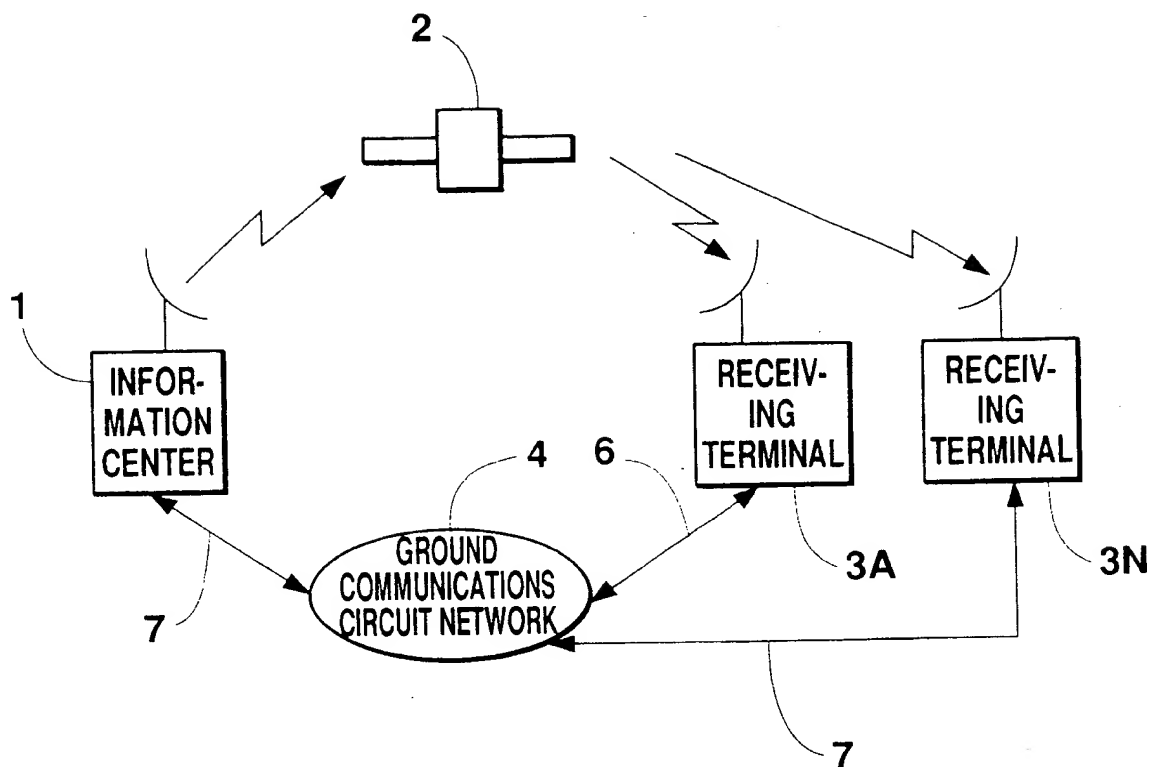 2
1
INFOR-
MATION
CENTER
RECEIV-
ING
TERMINAL
RECEIV-
ING
TERMINAL
4
6
3A
3N
7
GROUND
COMMUNICATIONS
CIRCUIT NETWORK
7